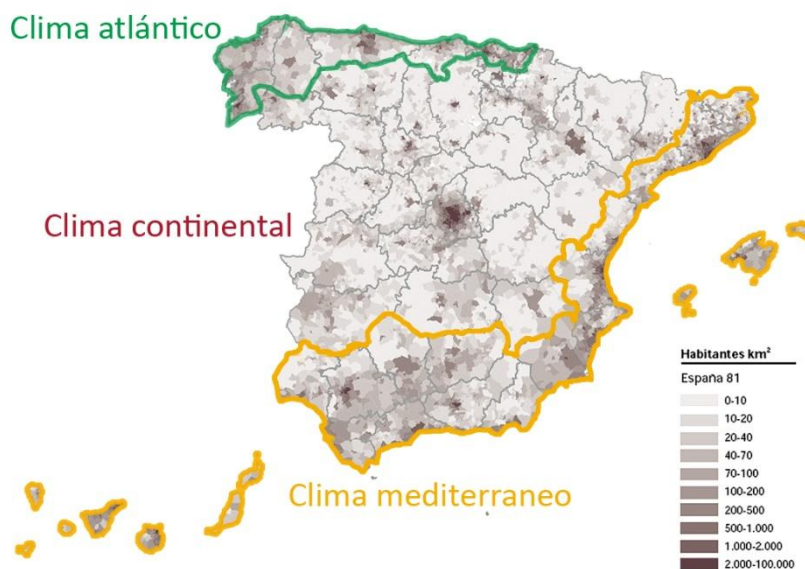 Clima atlántico
Clima continental
Clima mediterraneo
Habitantes km²
España 81
0-10
10-20
20-40
40-70
70-100
100-200
200-500
500-1.000
1.000-2.000
2.000-100.000